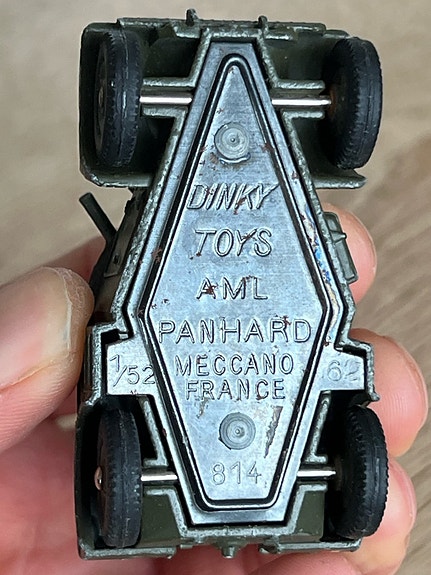 DINKY
TOYS
AML
PANHARD
1/52 MECCANO 62
FRANCE
814